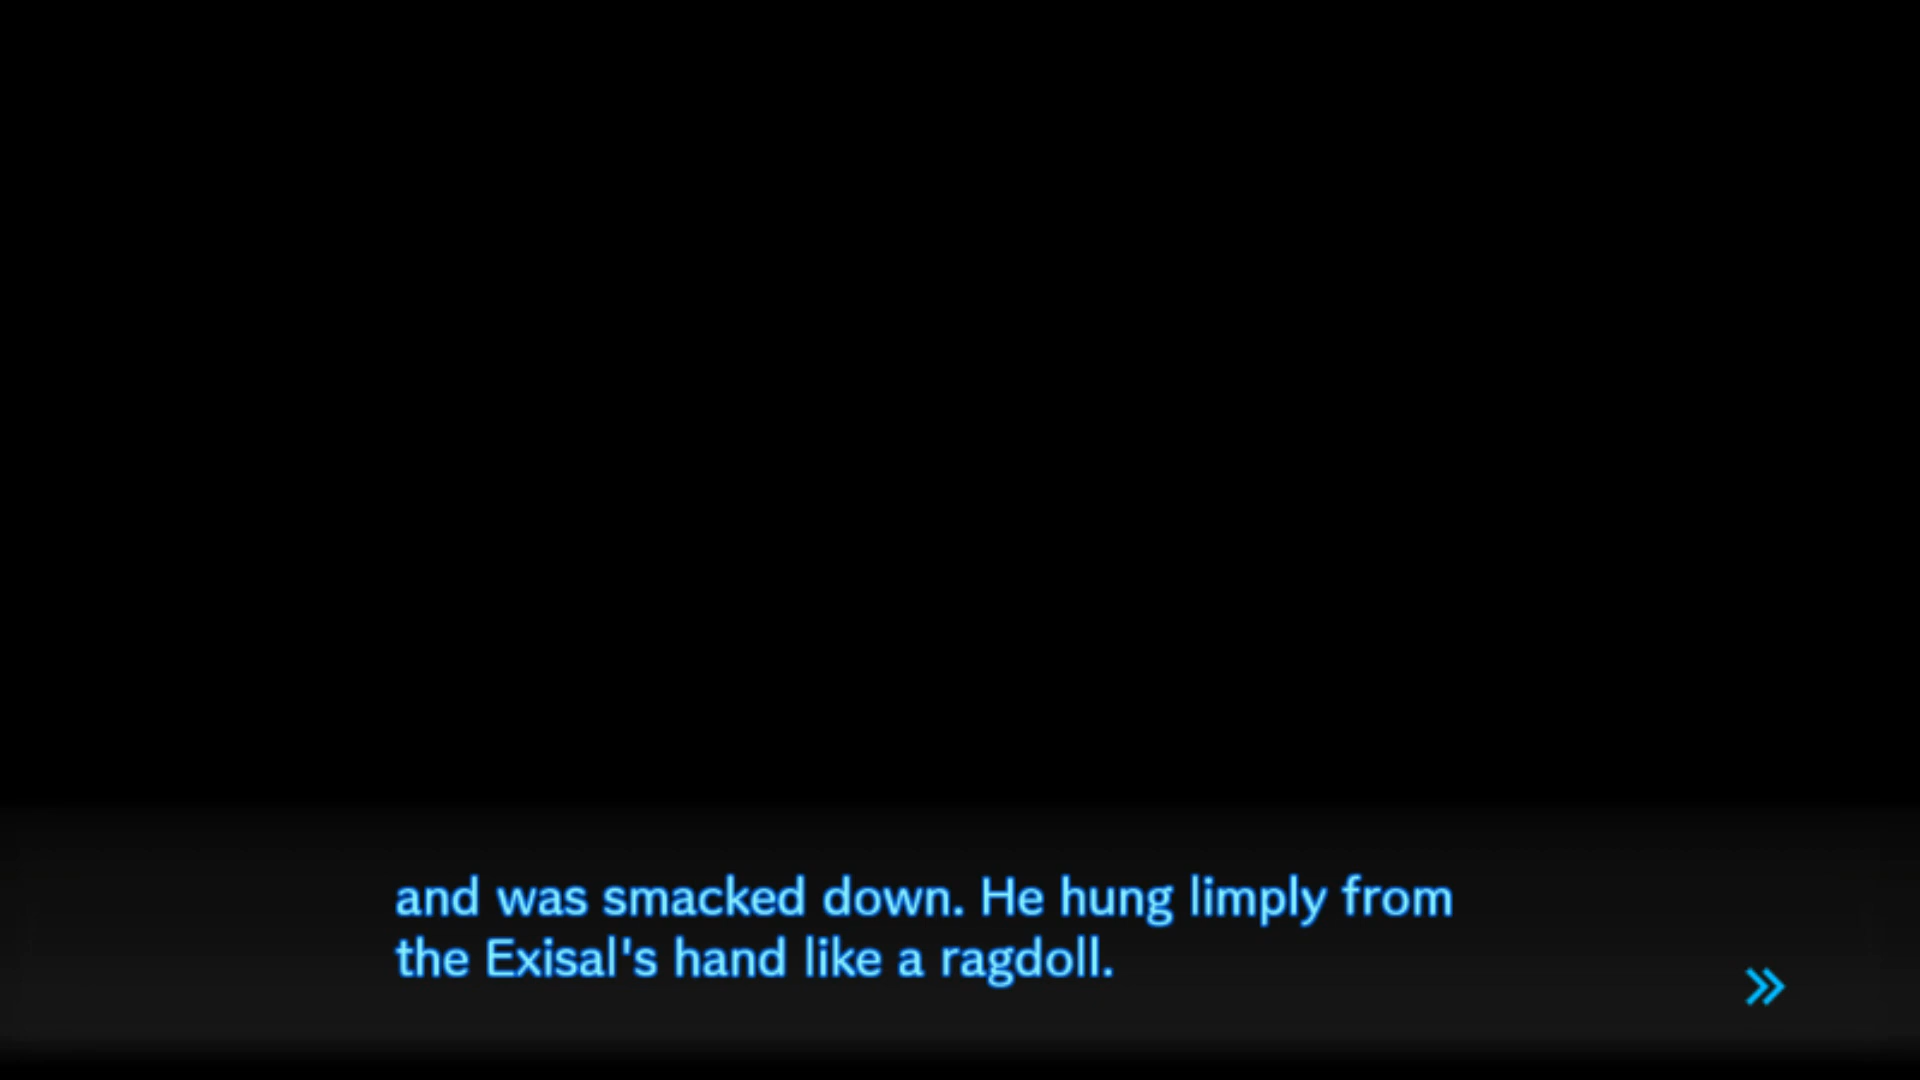 and was smacked down. He hung limply from
the Exisal's hand like a ragdoll.